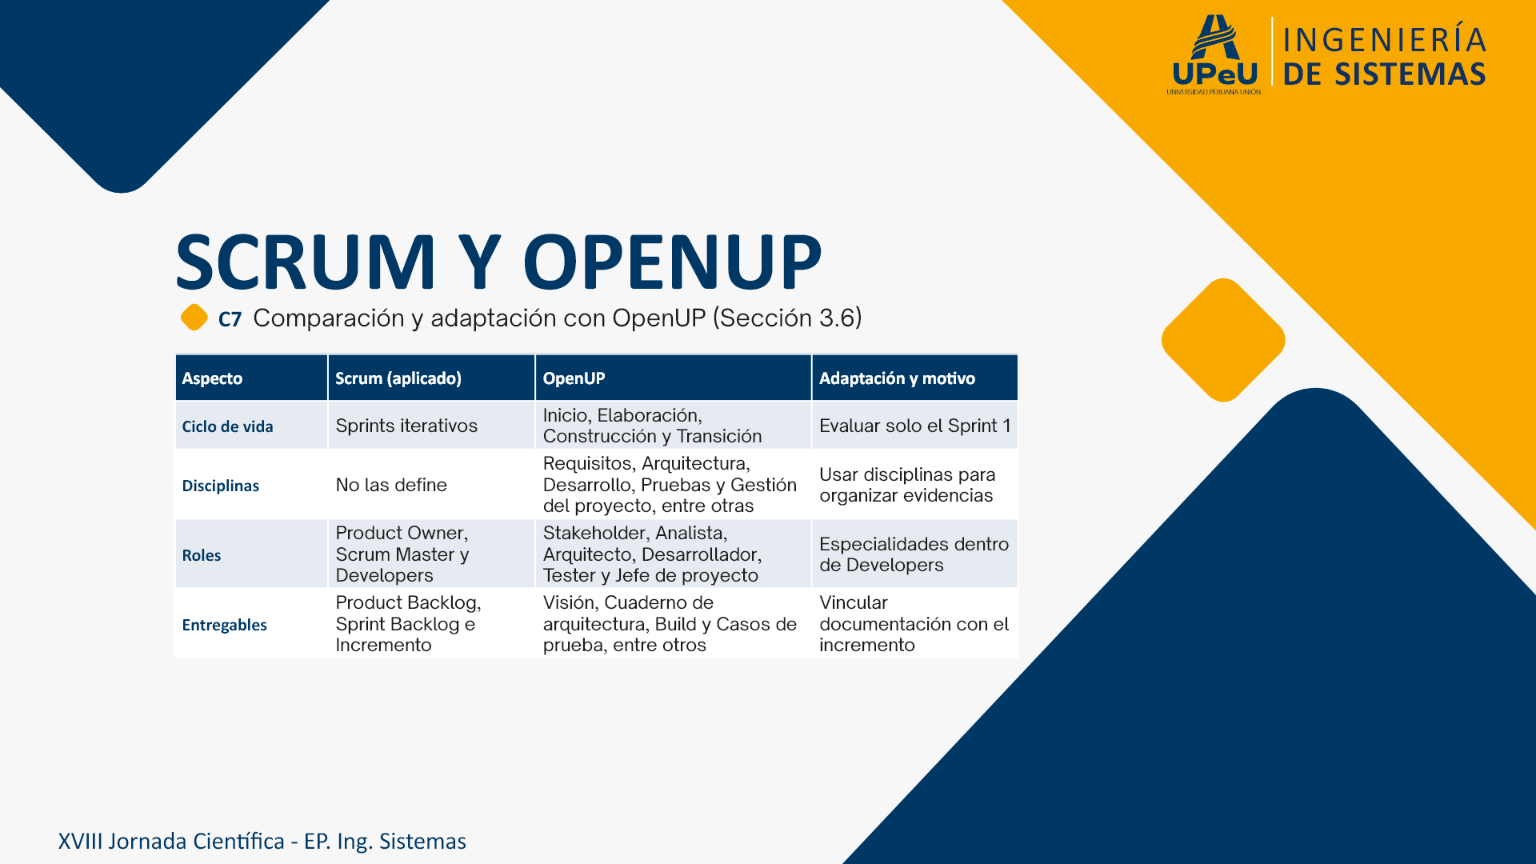 UPeU
UNIVERSIDAD PERUANA UNIÓN
INGENIERÍA
DE SISTEMAS
SCRUM Y OPENUP
C7 Comparación y adaptación con OpenUP (Sección 3.6)
Aspecto
Scrum (aplicado)
OpenUP
Adaptación y motivo
Ciclo de vida
Sprints iterativos
Inicio, Elaboración,
Construcción y Transición
Evaluar solo el Sprint 1
Disciplinas
No las define
Requisitos, Arquitectura,
Desarrollo, Pruebas y Gestión
del proyecto, entre otras
Usar disciplinas para
organizar evidencias
Roles
Product Owner,
Scrum Master y
Developers
Stakeholder, Analista,
Arquitecto, Desarrollador,
Tester y Jefe de proyecto
Especialidades dentro
de Developers
Entregables
Product Backlog,
Sprint Backlog e
Incremento
Visión, Cuaderno de
arquitectura, Build y Casos de
prueba, entre otros
Vincular
documentación con el
incremento
XVIII Jornada Científica - EP. Ing. Sistemas